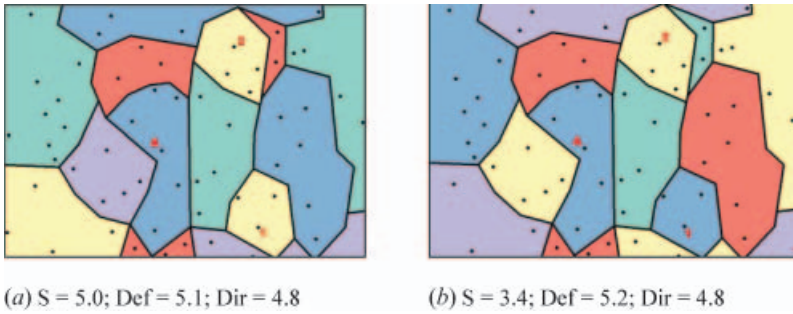 (a) S = 5.0; Def = 5.1; Dir = 4.8
(b) S = 3.4; Def = 5.2; Dir = 4.8